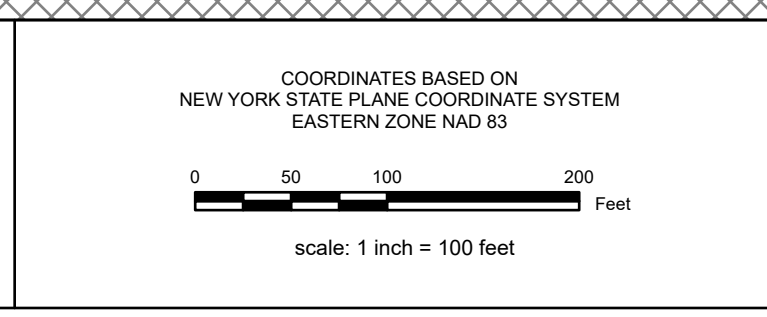 COORDINATES BASED ON
NEW YORK STATE PLANE COORDINATE SYSTEM
EASTERN ZONE NAD 83
0 50 100 200
Feet
scale: 1 inch = 100 feet